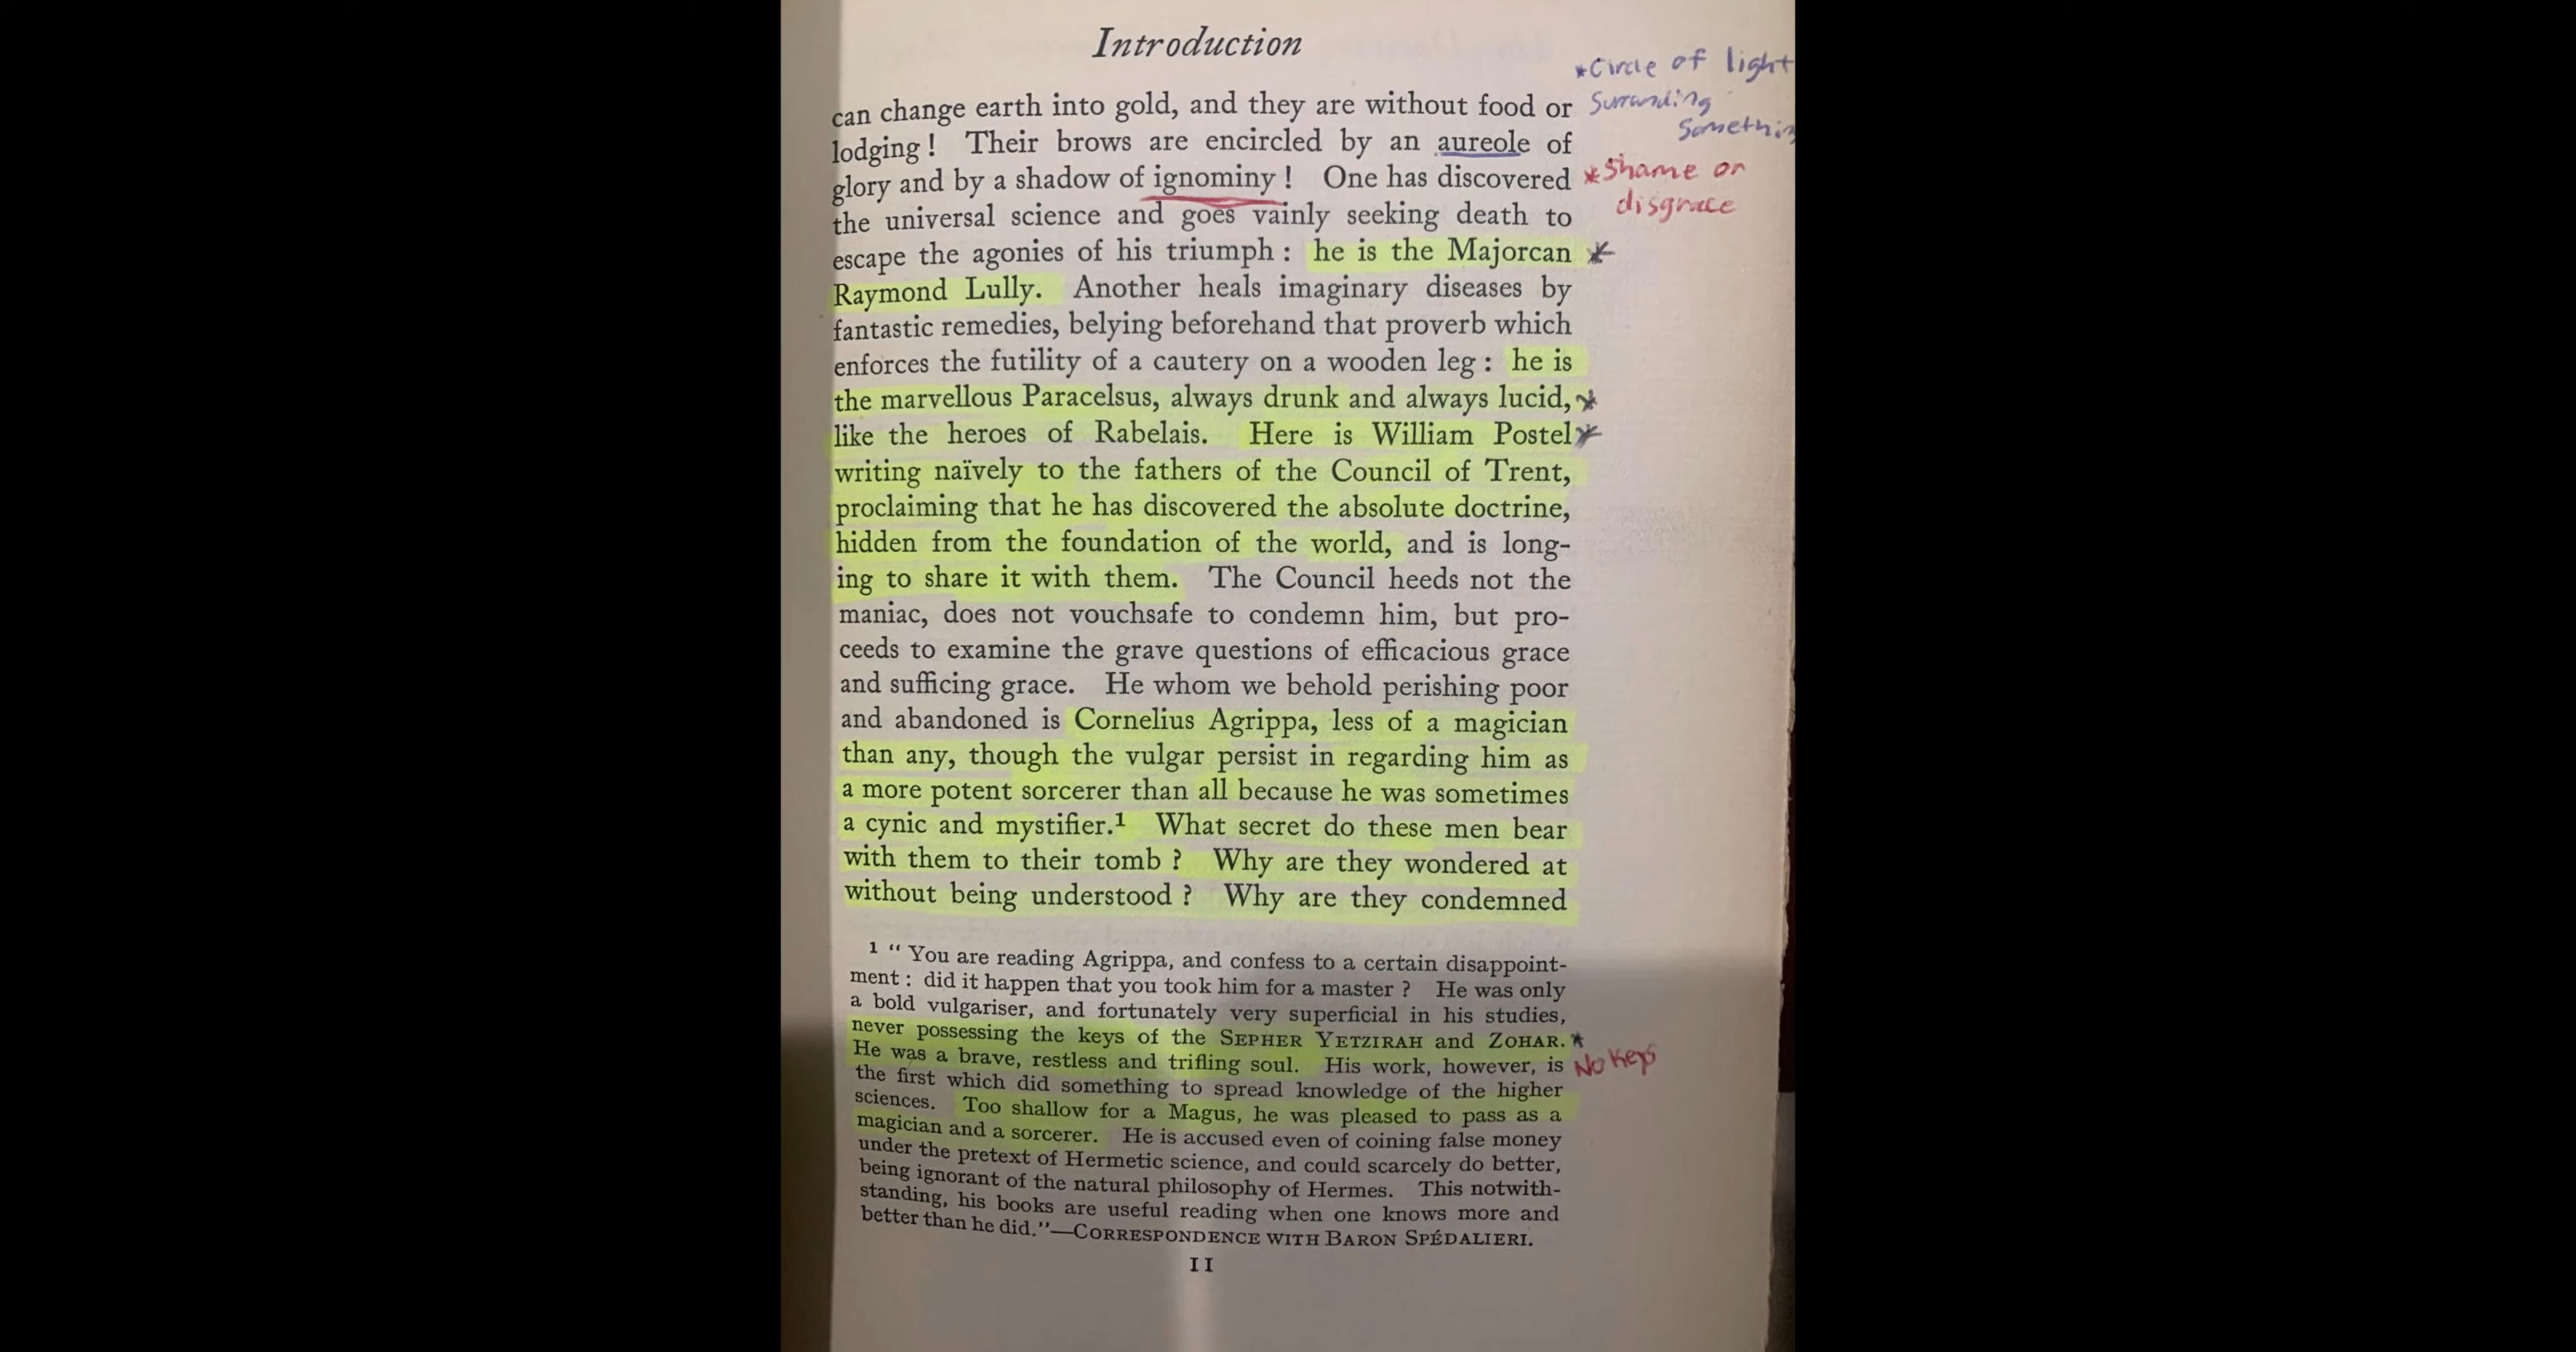 Introduction
*Circle of light
can change earth into gold, and they are without food or
Surrounding
Somethin
lodging! Their brows are encircled by an aureole of
glory and by a shadow of ignominy! One has discovered
*Shame or
disgrace
the universal science and goes vainly seeking death to
escape the agonies of his triumph: he is the Majorcan *
Raymond Lully. Another heals imaginary diseases by
fantastic remedies, belying beforehand that proverb which
enforces the futility of a cautery on a wooden leg: he is
the marvellous Paracelsus, always drunk and always lucid, *
like the heroes of Rabelais. Here is William Postel *
writing naïvely to the fathers of the Council of Trent,
proclaiming that he has discovered the absolute doctrine,
hidden from the foundation of the world, and is long-
ing to share it with them. The Council heeds not the
maniac, does not vouchsafe to condemn him, but pro-
ceeds to examine the grave questions of efficacious grace
and sufficing grace. He whom we behold perishing poor
and abandoned is Cornelius Agrippa, less of a magician
than any, though the vulgar persist in regarding him as
a more potent sorcerer than all because he was sometimes
a cynic and mystifier.¹ What secret do these men bear
with them to their tomb? Why are they wondered at
without being understood? Why are they condemned
¹ “ You are reading Agrippa, and confess to a certain disappoint-
ment: did it happen that you took him for a master? He was only
a bold vulgariser, and fortunately very superficial in his studies,
never possessing the keys of the SEPHER YETZIRAH and ZOHAR. *
He was a brave, restless and trifling soul. His work, however, is
No Keys
the first which did something to spread knowledge of the higher
sciences. Too shallow for a Magus, he was pleased to pass as a
magician and a sorcerer. He is accused even of coining false money
under the pretext of Hermetic science, and could scarcely do better,
being ignorant of the natural philosophy of Hermes. This notwith-
standing, his books are useful reading when one knows more and
better than he did.”—CORRESPONDENCE WITH BARON SPÉDALIERI.
II